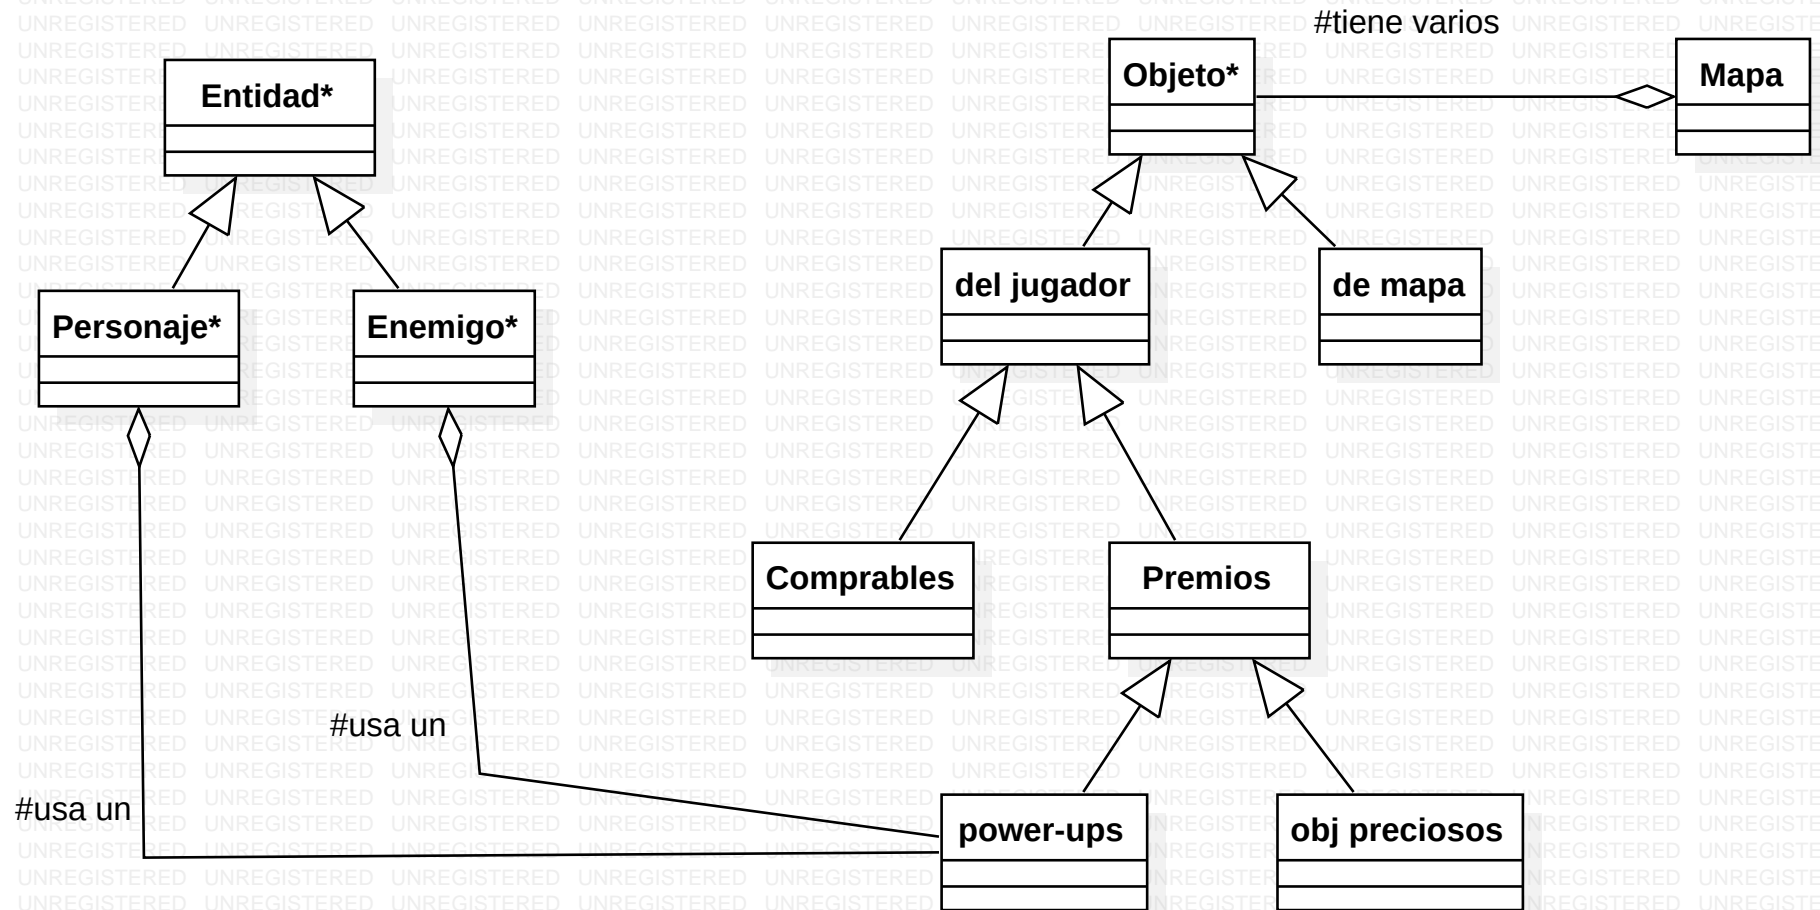 #tiene varios
Entidad*
Objeto*
Mapa
Personaje*
Enemigo*
del jugador
de mapa
Comprables
Premios
#usa un
#usa un
power-ups
obj preciosos
UNREGISTERED